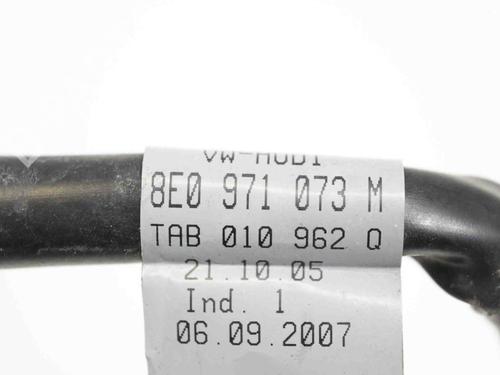 VW-AUDI
8E0 971 073 M
TAB 010 962 Q
21.10.05
Ind. 1
06.09.2007